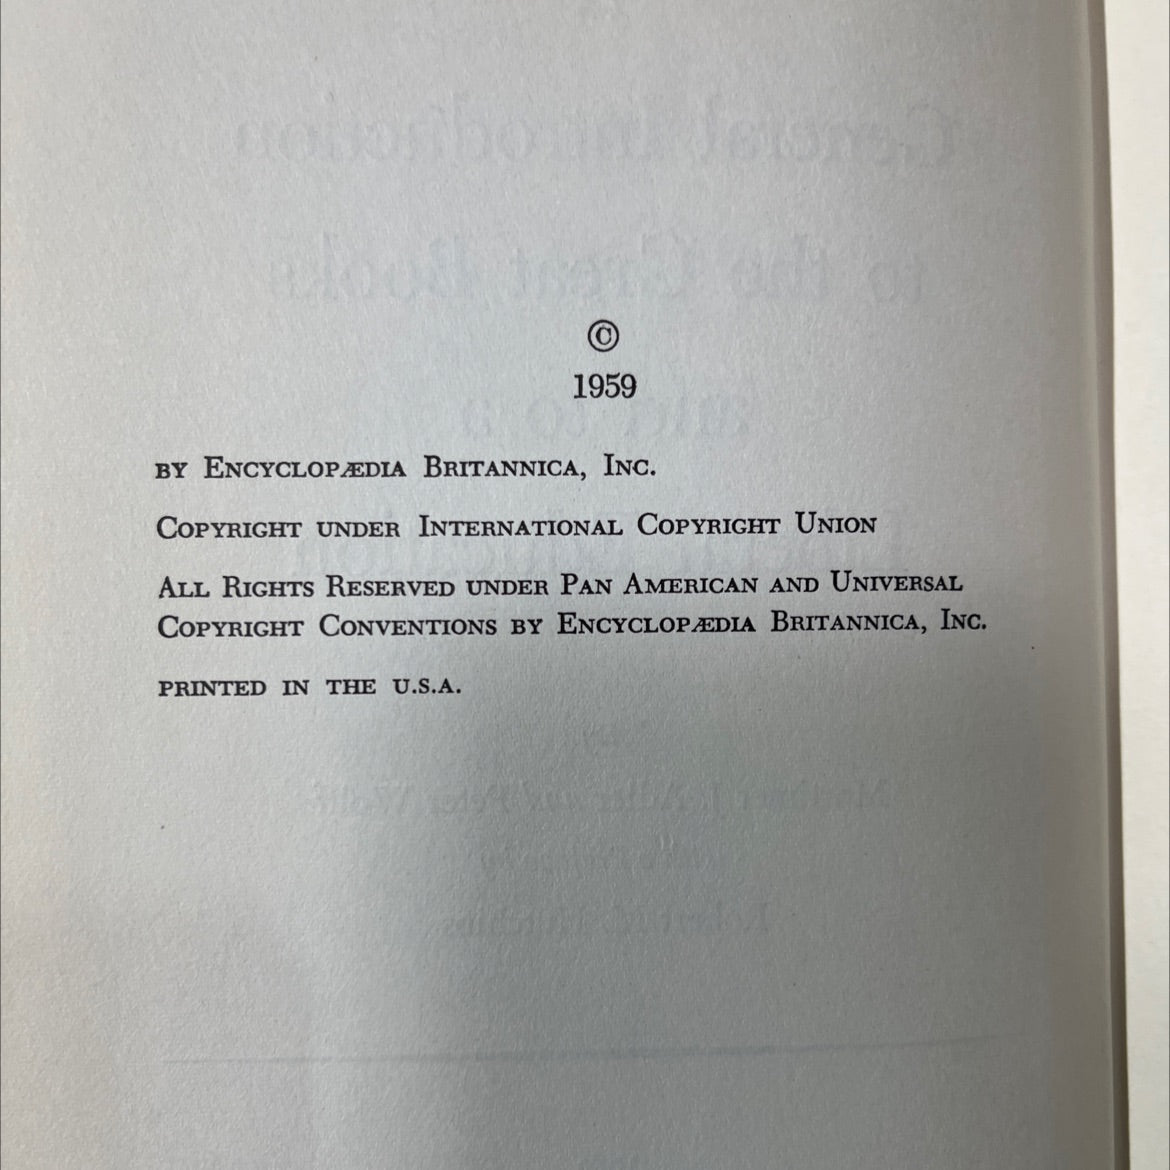 ©
1959
BY ENCYCLOPÆDIA BRITANNICA, INC.
COPYRIGHT UNDER INTERNATIONAL COPYRIGHT UNION
ALL RIGHTS RESERVED UNDER PAN AMERICAN AND UNIVERSAL
COPYRIGHT CONVENTIONS BY ENCYCLOPÆDIA BRITANNICA, INC.
PRINTED IN THE U.S.A.